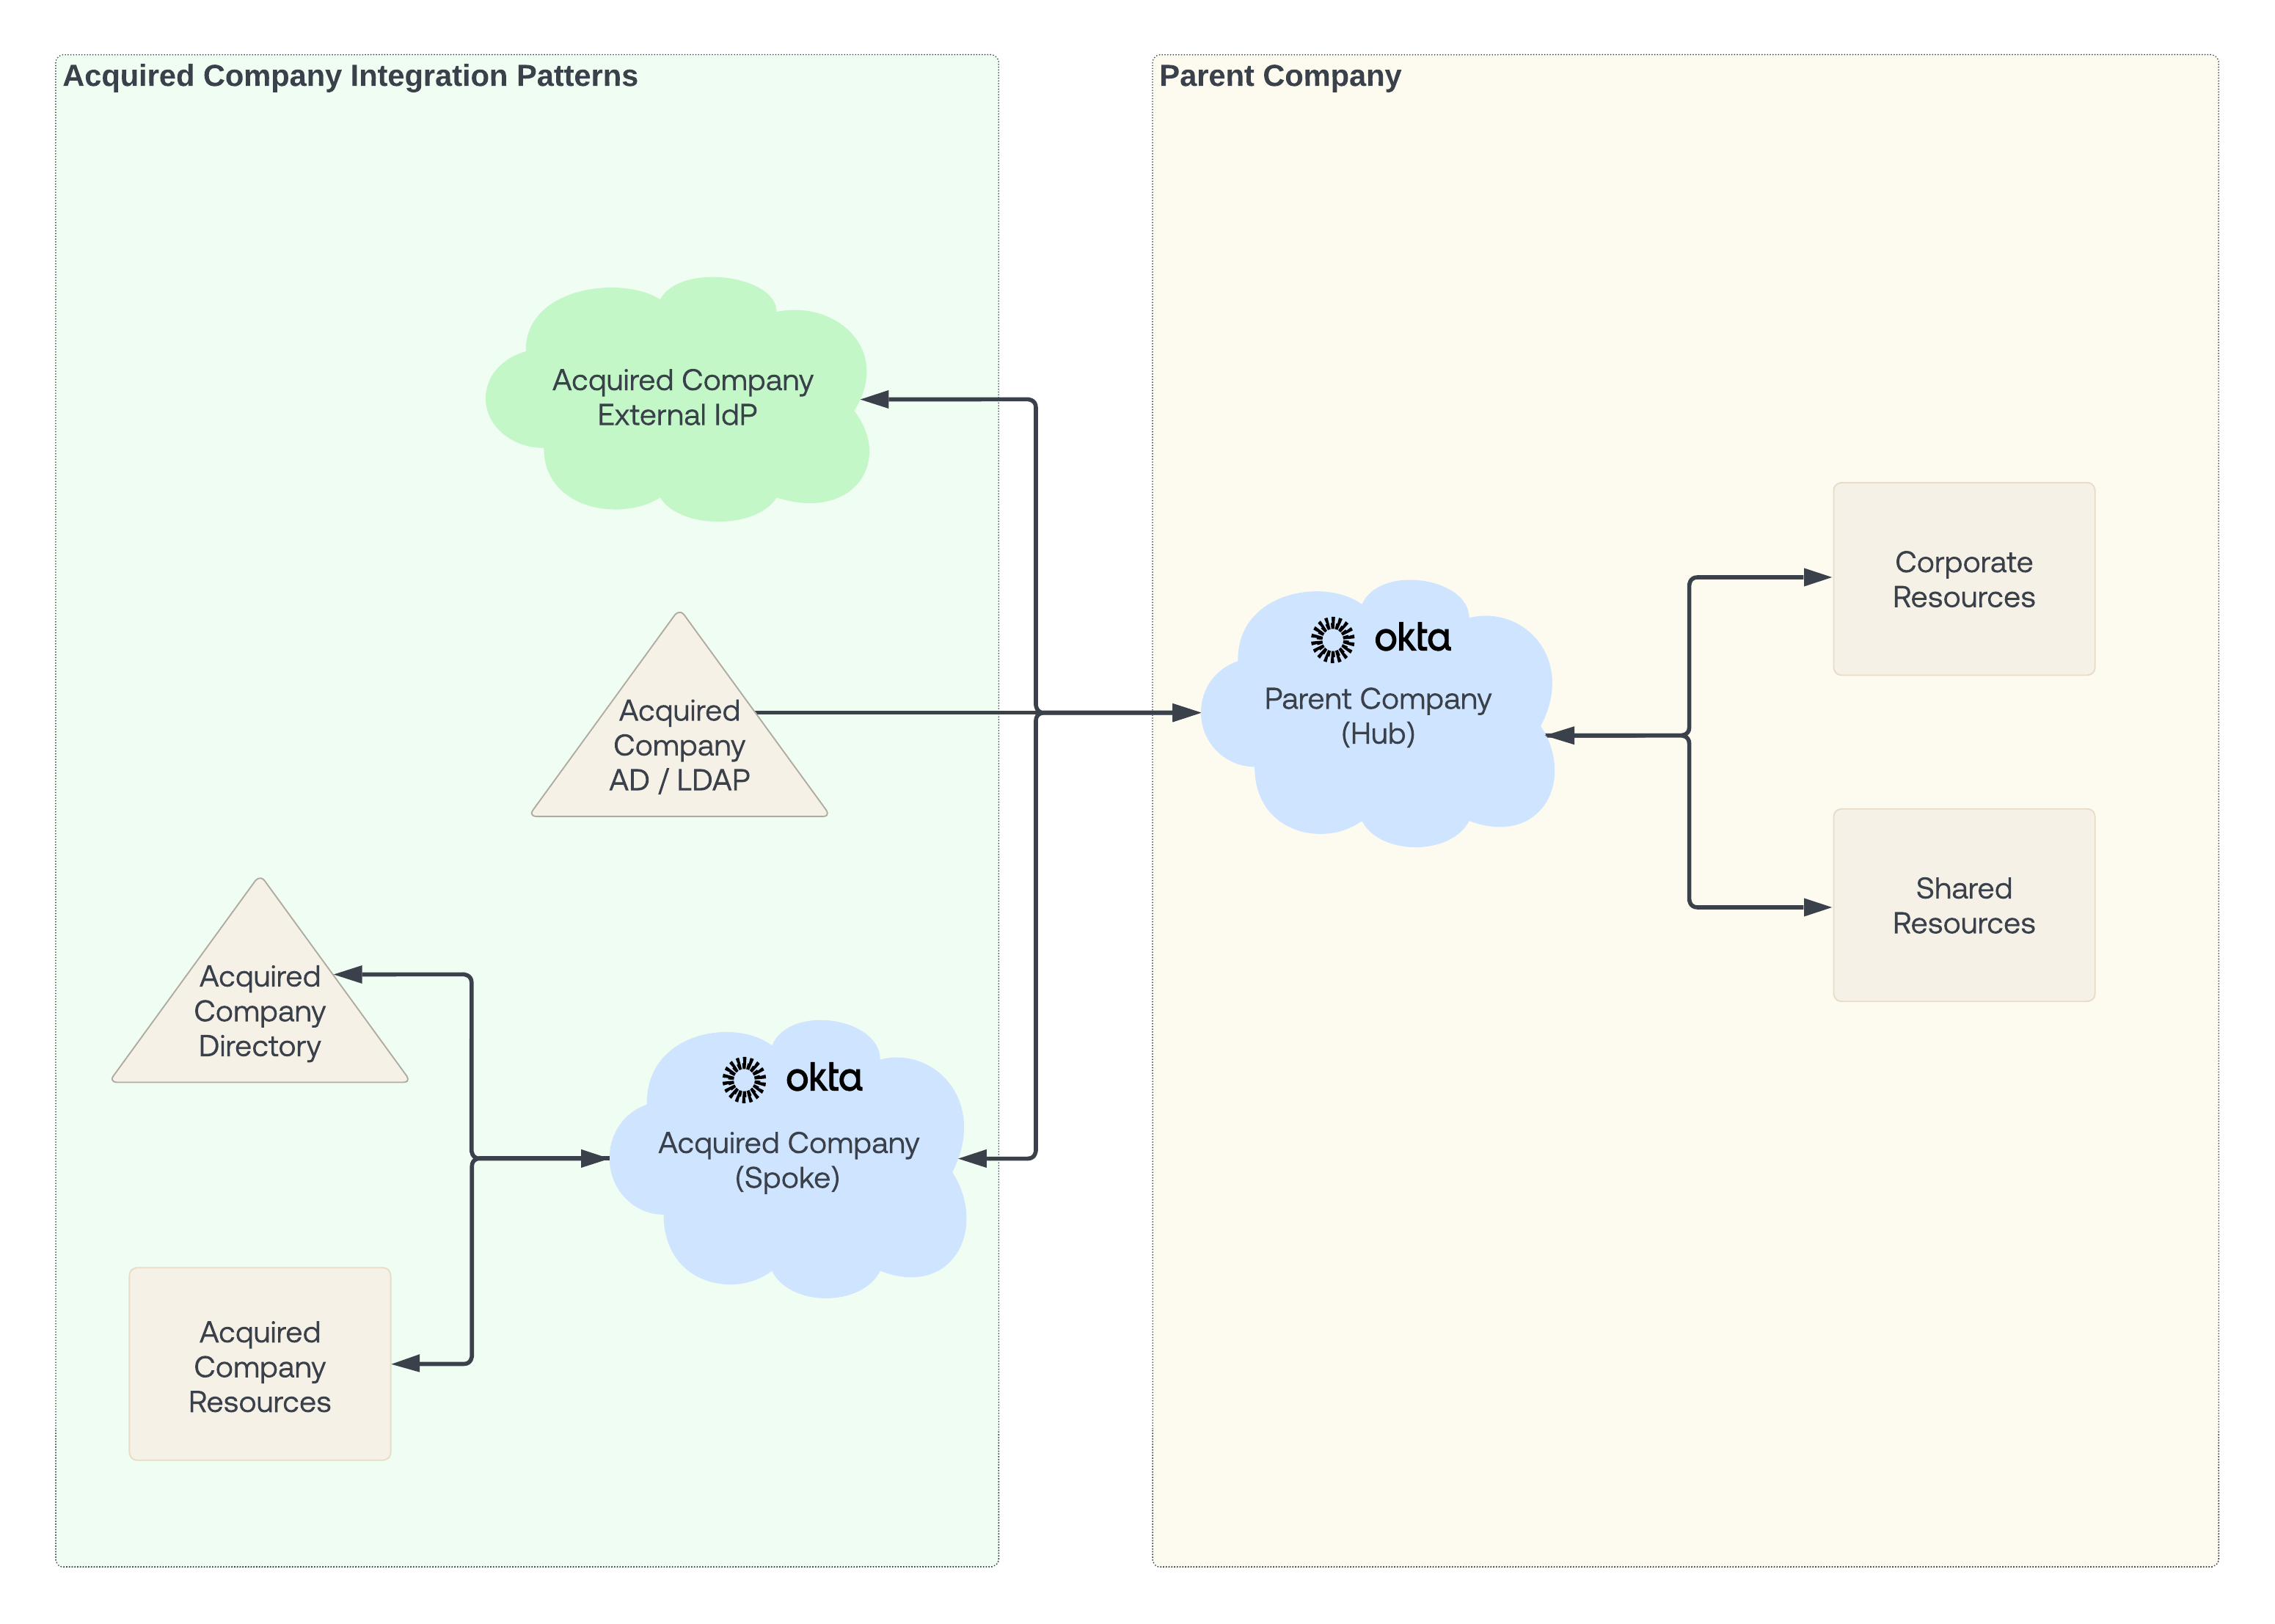 Acquired Company Integration Patterns
Parent Company
Acquired Company
External IdP
Acquired
Company
AD / LDAP
okta
Parent Company
(Hub)
Corporate
Resources
Shared
Resources
Acquired
Company
Directory
okta
Acquired Company
(Spoke)
Acquired
Company
Resources